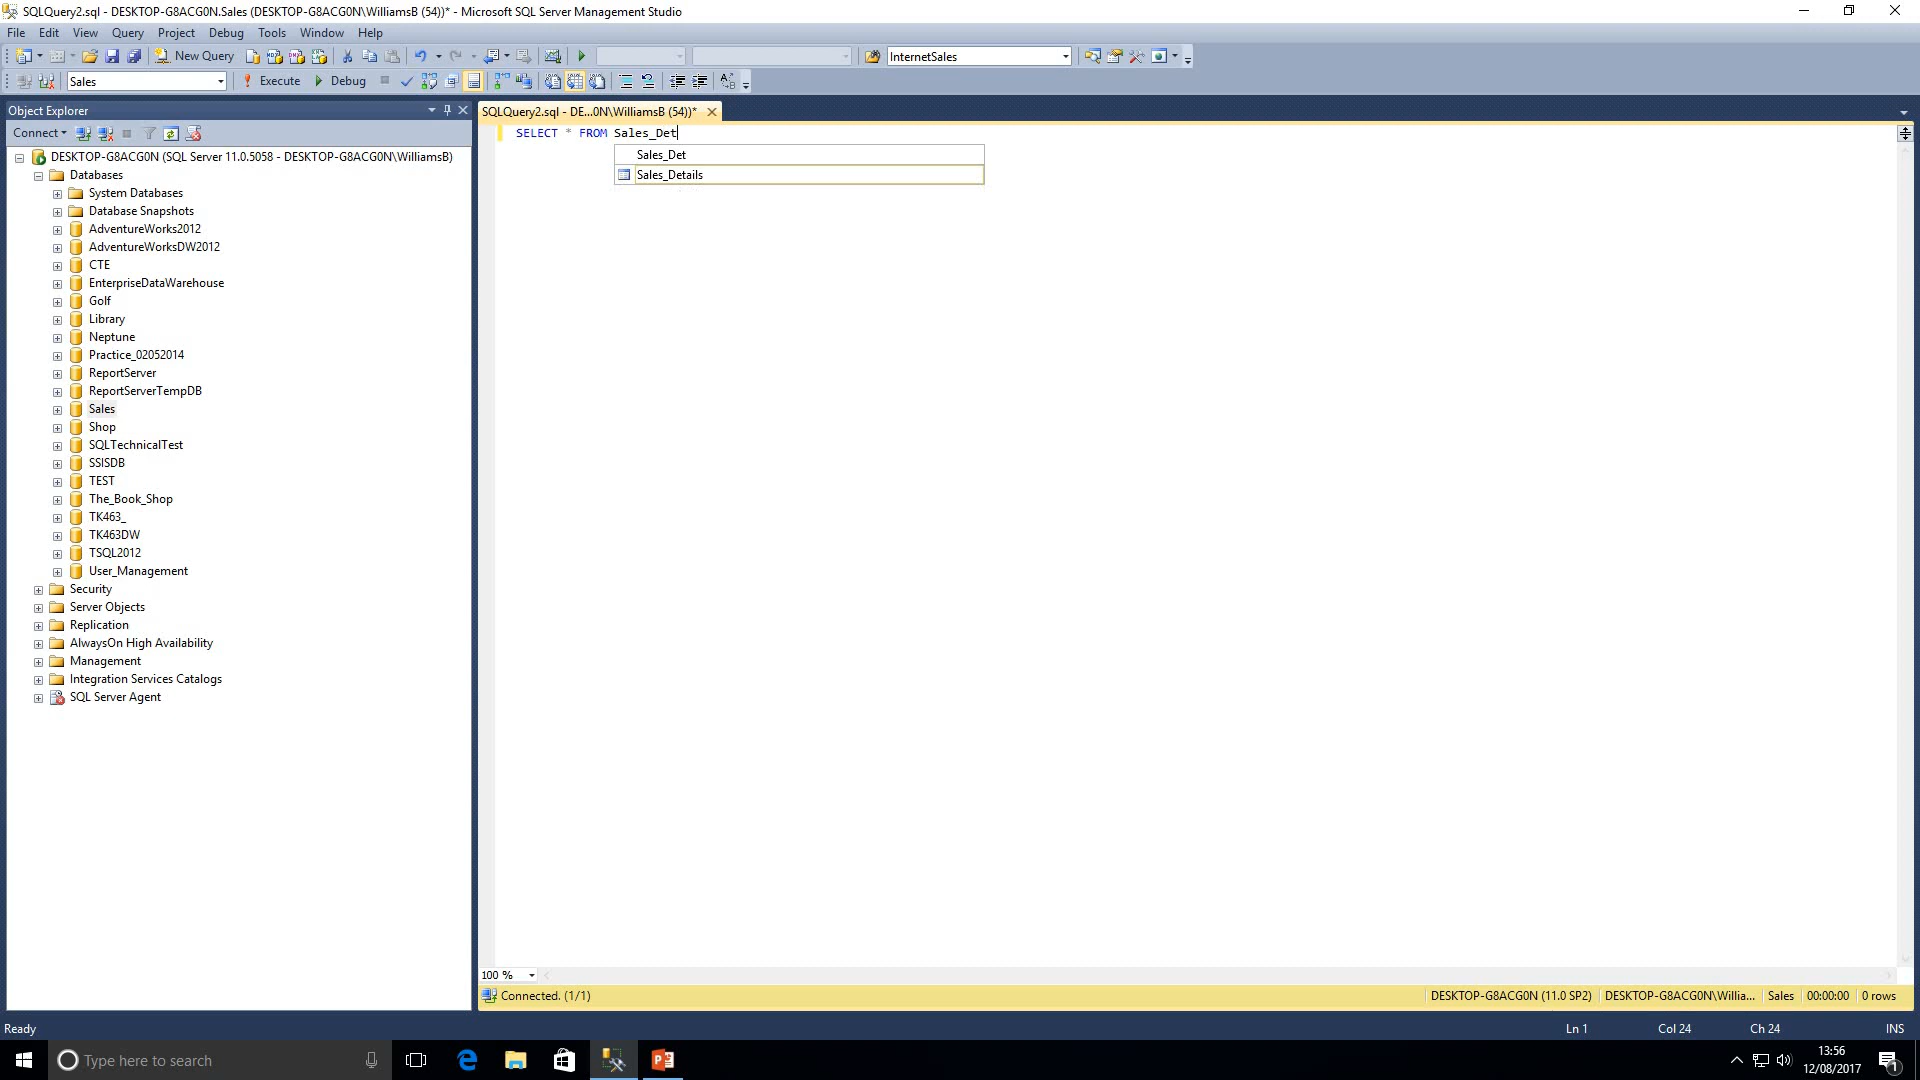 SQLQuery2.sql - DESKTOP-G8ACG0N.Sales (DESKTOP-G8ACG0N\WilliamsB (54))* - Microsoft SQL Server Management Studio
File Edit View Query Project Debug Tools Window Help
New Query InternetSales
Sales Execute Debug
Object Explorer
SQLQuery2.sql - DE...0N\WilliamsB (54))*
Connect
SELECT * FROM Sales_Det
Sales_Det
Sales_Details
DESKTOP-G8ACG0N (SQL Server 11.0.5058 - DESKTOP-G8ACG0N\WilliamsB)
Databases
System Databases
Database Snapshots
AdventureWorks2012
AdventureWorksDW2012
CTE
EnterpriseDataWarehouse
Golf
Library
Neptune
Practice_02052014
ReportServer
ReportServerTempDB
Sales
Shop
SQLTechnicalTest
SSISDB
TEST
The_Book_Shop
TK463_
TK463DW
TSQL2012
User_Management
Security
Server Objects
Replication
AlwaysOn High Availability
Management
Integration Services Catalogs
SQL Server Agent
100 %
Connected. (1/1) DESKTOP-G8ACG0N (11.0 SP2) DESKTOP-G8ACG0N\Willia... Sales 00:00:00 0 rows
Ready Ln 1 Col 24 Ch 24 INS
Type here to search
13:56
12/08/2017
1